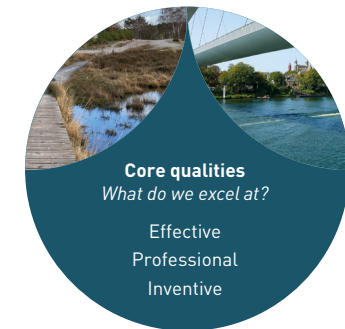 Core qualities
What do we excel at?
Effective
Professional
Inventive